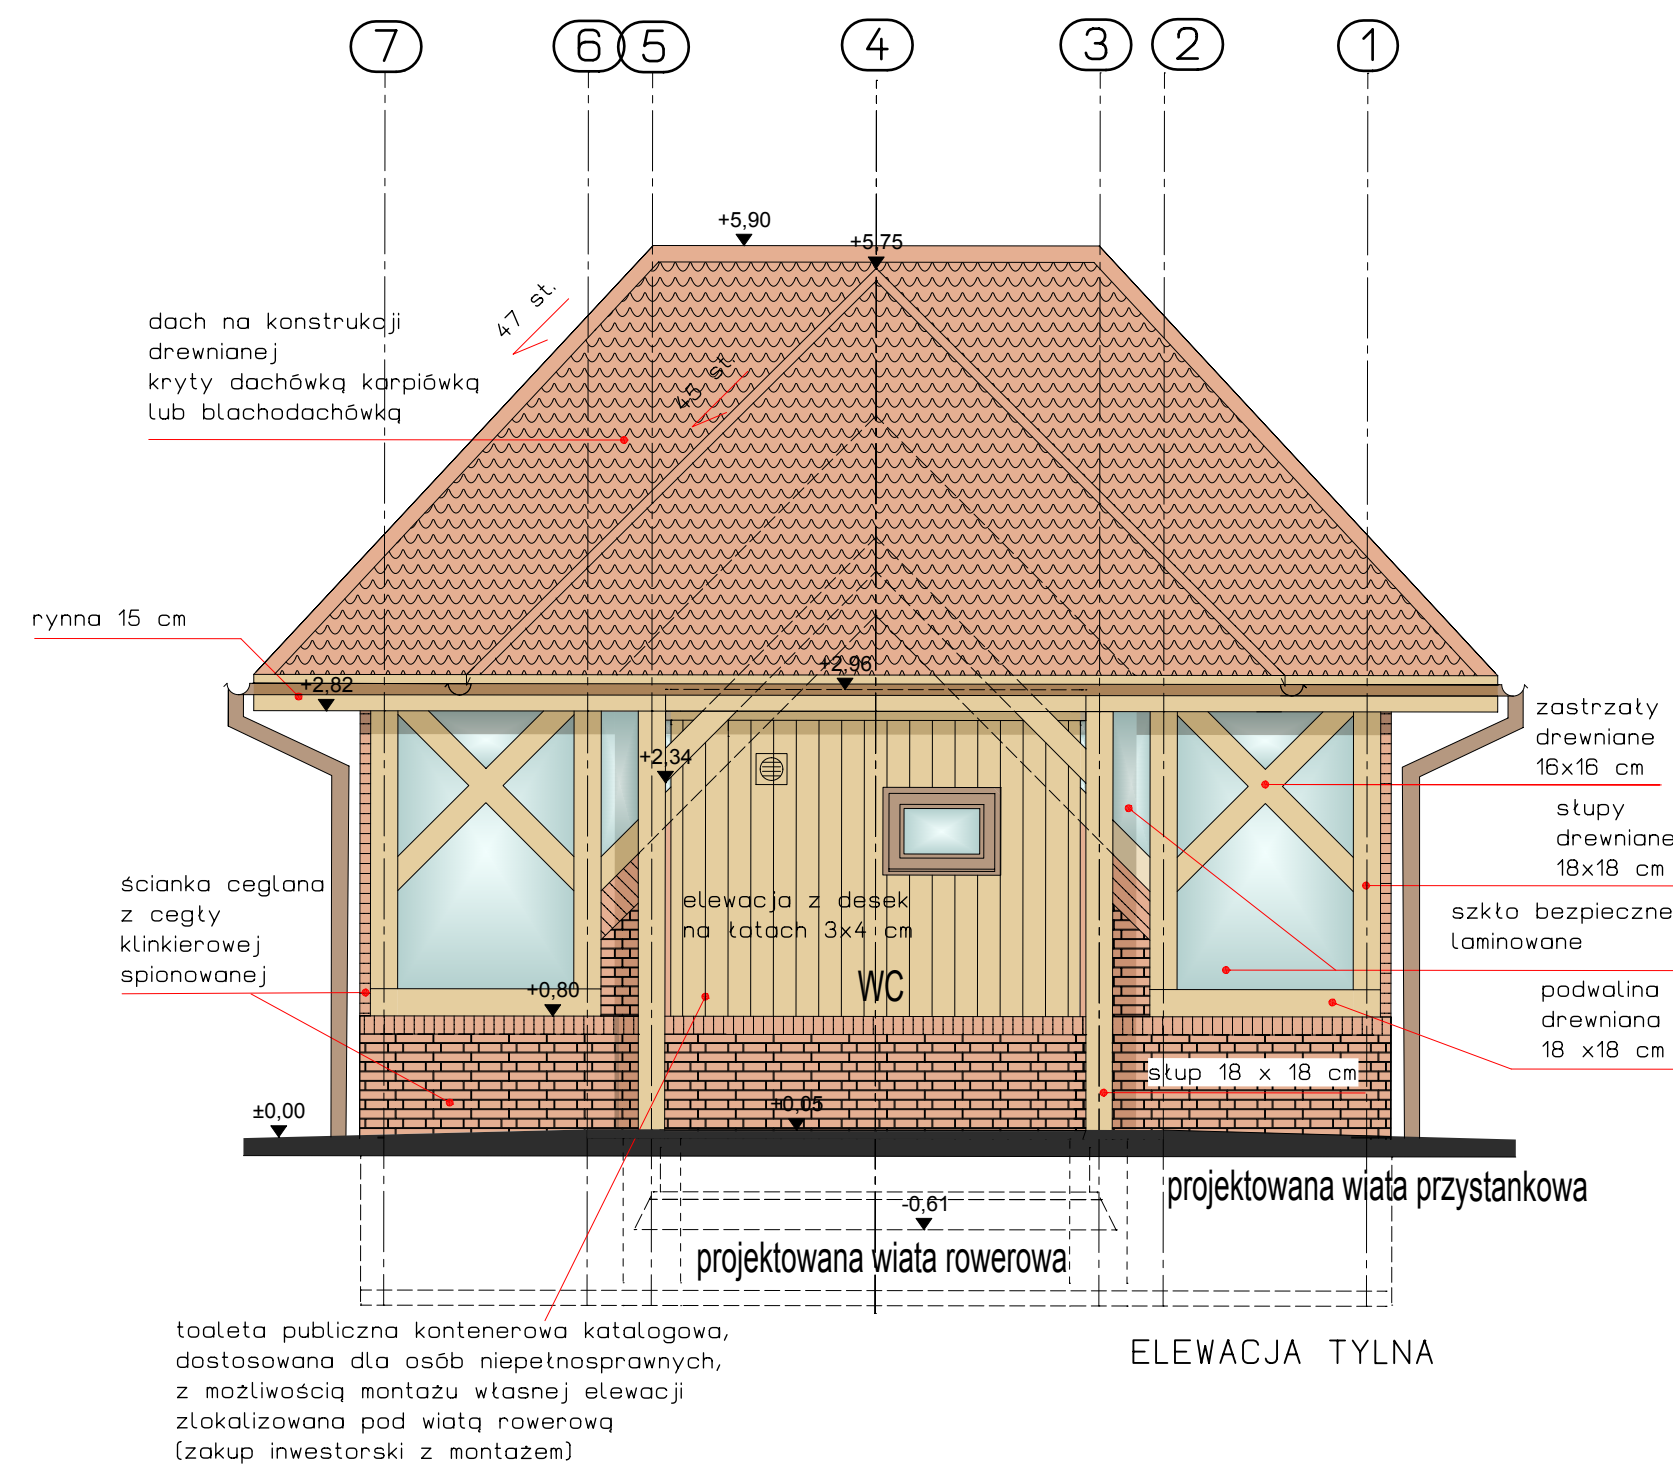 7 6 5 4 3 2 1
+5,90
+5,75
47 st.
45 st.
dach na konstrukcji
drewnianej
kryty dachówką karpiówką
lub blachodachówką
rynna 15 cm
+2,82
+2,96
+2,34
zastrzały
drewniane
16x16 cm
słupy
drewniane
18x18 cm
szkło bezpieczne
laminowane
podwalina
drewniana
18 x18 cm
ścianka ceglana
z cegły
klinkierowej
spionowanej
elewacja z desek
na łatach 3x4 cm
WC
+0,80
słup 18 x 18 cm
±0,00
+0,05
-0,61
projektowana wiata przystankowa
projektowana wiata rowerowa
toaleta publiczna kontenerowa katalogowa,
dostosowana dla osób niepełnosprawnych,
z możliwością montażu własnej elewacji
zlokalizowana pod wiatą rowerową
(zakup inwestorski z montażem)
ELEWACJA TYLNA